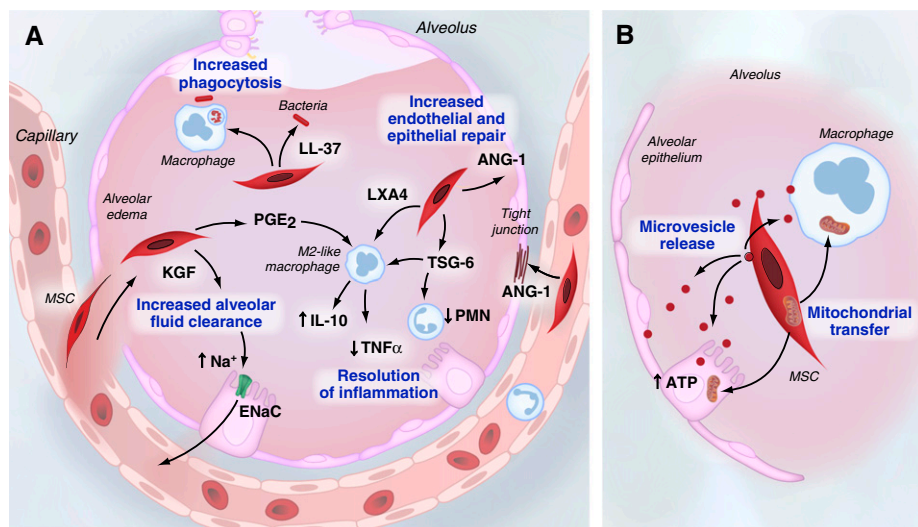 A
Alveolus
Increased
phagocytosis
Capillary
Bacteria
Increased
endothelial and
epithelial repair
Macrophage
LL-37
ANG-1
Alveolar
edema
LXA4
PGE2
Tight
junction
M2-like
macrophage
TSG-6
KGF
MSC
ANG-1
Increased alveolar
fluid clearance
↑ IL-10
↓ PMN
↓ TNFα
↑ Na+
Resolution
of inflammation
ENaC
B
Alveolus
Macrophage
Alveolar
epithelium
Microvesicle
release
Mitochondrial
transfer
MSC
↑ ATP